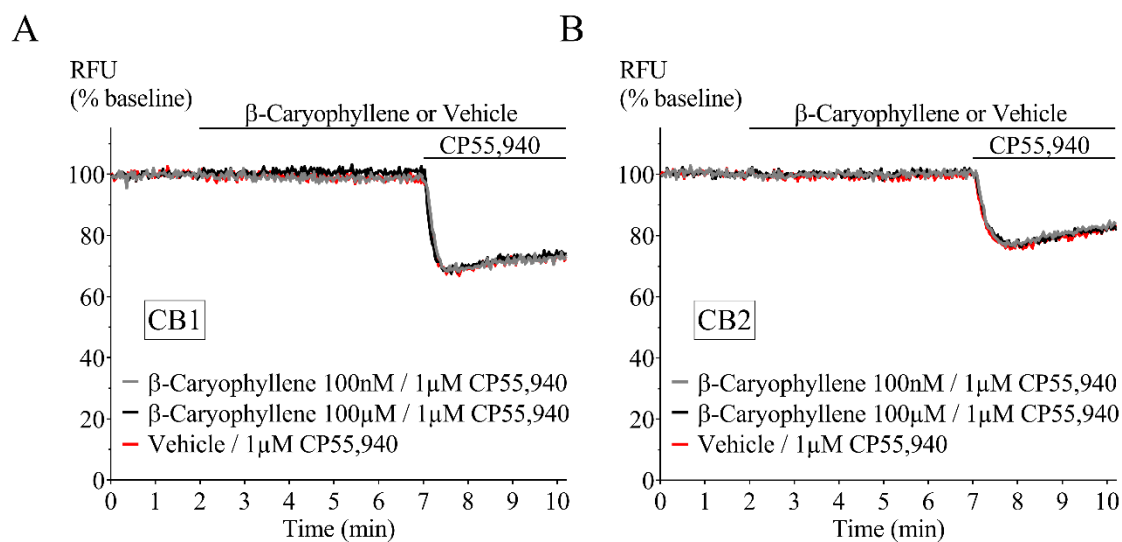 A
RFU
(% baseline)
β-Caryophyllene or Vehicle
CP55,940
100
80
60
40
20
0
CB1
β-Caryophyllene 100nM / 1μM CP55,940
β-Caryophyllene 100μM / 1μM CP55,940
Vehicle / 1μM CP55,940
0 1 2 3 4 5 6 7 8 9 10
Time (min)
B
RFU
(% baseline)
β-Caryophyllene or Vehicle
CP55,940
100
80
60
40
20
0
CB2
β-Caryophyllene 100nM / 1μM CP55,940
β-Caryophyllene 100μM / 1μM CP55,940
Vehicle / 1μM CP55,940
0 1 2 3 4 5 6 7 8 9 10
Time (min)